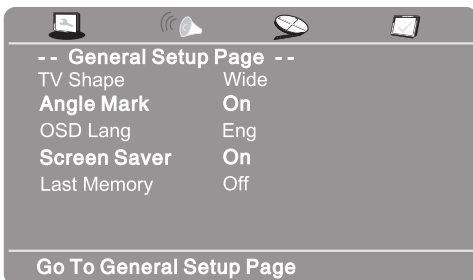 - - General Setup Page - -
TV Shape Wide
Angle Mark On
OSD Lang Eng
Screen Saver On
Last Memory Off
Go To General Setup Page